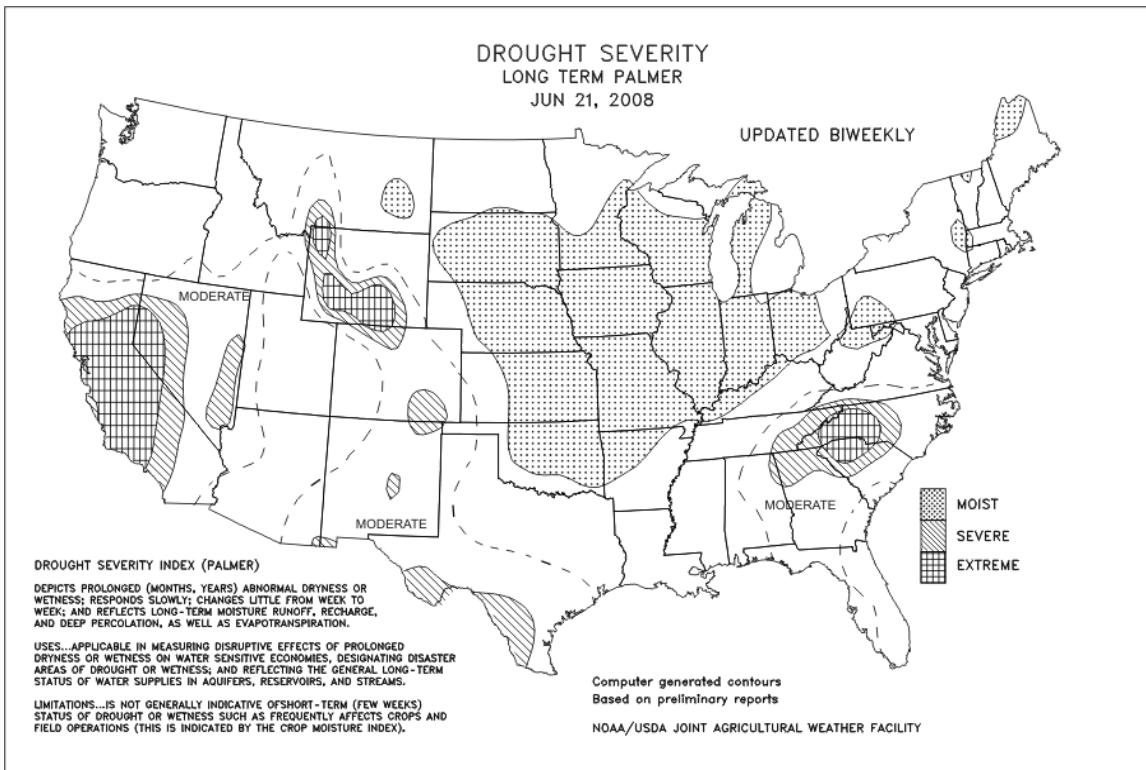 DROUGHT SEVERITY
LONG TERM PALMER
JUN 21, 2008
UPDATED BIWEEKLY
MODERATE
MODERATE
MODERATE
MOIST
SEVERE
EXTREME
DROUGHT SEVERITY INDEX (PALMER)
DEPICTS PROLONGED (MONTHS, YEARS) ABNORMAL DRYNESS OR
WETNESS; RESPONDS SLOWLY; CHANGES LITTLE FROM WEEK TO
WEEK; AND REFLECTS LONG-TERM MOISTURE RUNOFF, RECHARGE,
AND DEEP PERCOLATION, AS WELL AS EVAPOTRANSPIRATION.
USES...APPLICABLE IN MEASURING DISRUPTIVE EFFECTS OF PROLONGED
DRYNESS OR WETNESS ON WATER SENSITIVE ECONOMIES, DESIGNATING DISASTER
AREAS OF DROUGHT OR WETNESS; AND REFLECTING THE GENERAL LONG-TERM
STATUS OF WATER SUPPLIES IN AQUIFERS, RESERVOIRS, AND STREAMS.
LIMITATIONS...IS NOT GENERALLY INDICATIVE OFSHORT-TERM (FEW WEEKS)
STATUS OF DROUGHT OR WETNESS SUCH AS FREQUENTLY AFFECTS CROPS AND
FIELD OPERATIONS (THIS IS INDICATED BY THE CROP MOISTURE INDEX).
Computer generated contours
Based on preliminary reports
NOAA/USDA JOINT AGRICULTURAL WEATHER FACILITY